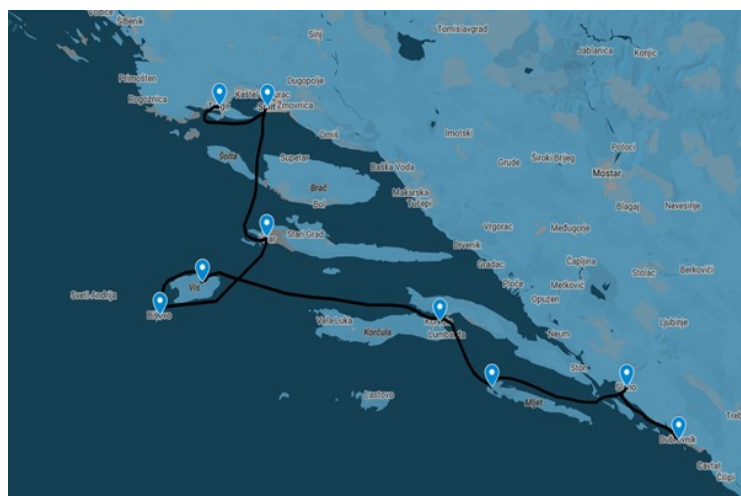 Šibenik
Sinj
Tomislavgrad
Jablanica
Konjic
Primošten
Rogoznica
Dugopolje
Žrnovnica
Omiš
Imotski
Potoci
Šolta
Supetar
Baška Voda
Grude
Široki Brijeg
Mostar
Brač
Bol
Makarska
Tučepi
Blagaj
Nevesinje
Stari Grad
Vrgorac
Međugorje
Drvenik
Gradac
Čapljina
Stolac
Berkovići
Vis
Ploče
Metković
Sveti Andrija
Opuzen
Biševo
Vela Luka
Korčula
Lumbarda
Neum
Ljubinje
Ston
Lastovo
Mljet
Dubrovnik
Cavtat
Čilipi